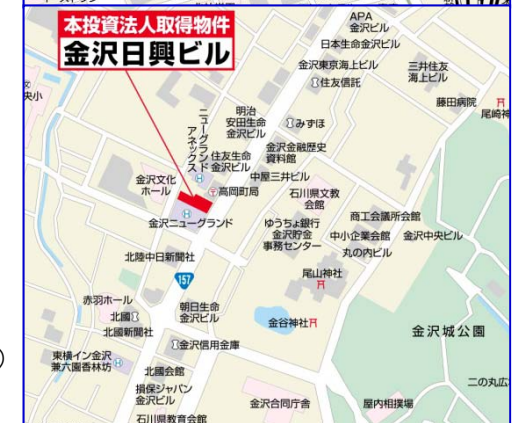 本投資法人取得物件
金沢日興ビル
APA
金沢ビル
日本生命金沢ビル
金沢東京海上ビル
住友信託
三井住友
海上ビル
央小
藤田病院
尾崎神
明治
安田生命
金沢ビル
みずほ
ニューグランド
アネックス
住友生命
金沢ビル
金沢金融歴史
資料館
中屋三井ビル
金沢文化
ホール
高岡町局
石川県文教
会館
金沢ニューグランド
ゆうちょ銀行
金沢貯金
事務センター
商工会議所会館
中小企業会館
金沢中央ビル
丸の内ビル
北陸中日新聞社
157
尾山神社
赤羽ホール
北國
北國新聞社
朝日生命
金沢ビル
金谷神社
金沢城公園
金沢信用金庫
東横イン金沢
兼六園香林坊
北國会館
損保ジャパン
金沢ビル
二の丸広
金沢合同庁舎
屋内相撲場
石川県教育会館